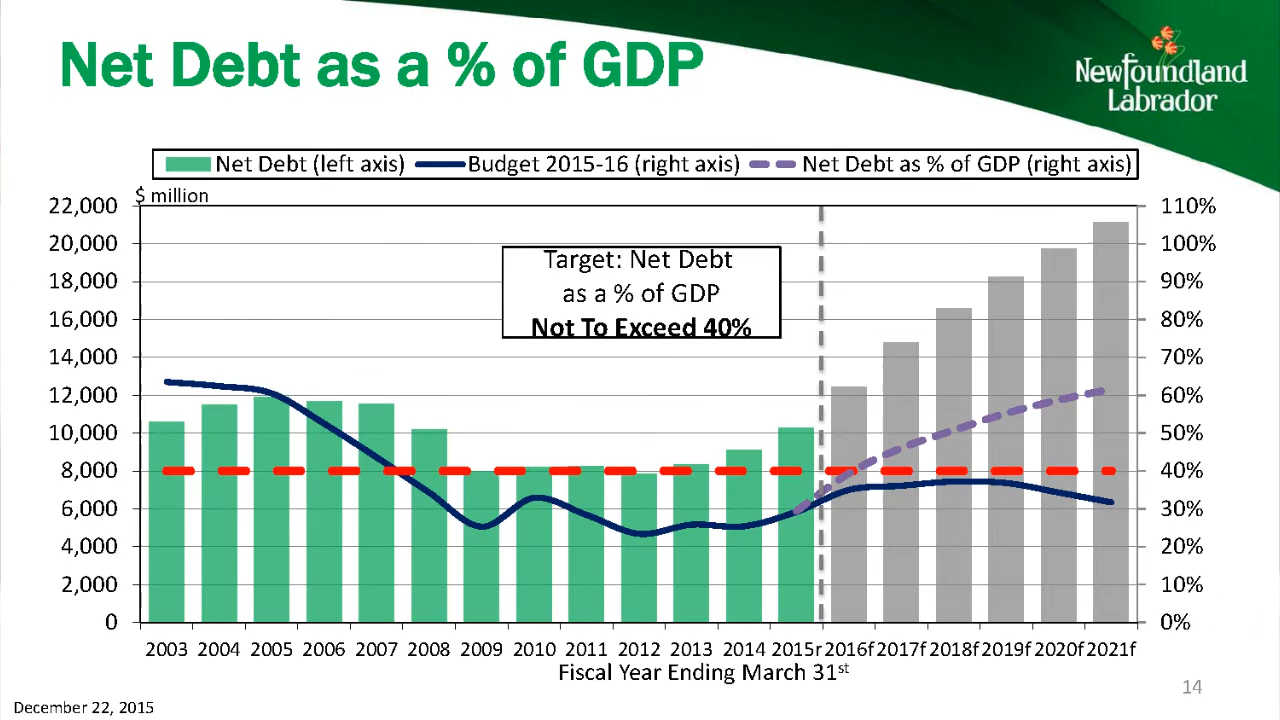 Net Debt as a % of GDP
Newfoundland
Labrador
Net Debt (left axis) Budget 2015-16 (right axis) Net Debt as % of GDP (right axis)
$ million
22,000
20,000
18,000
16,000
14,000
12,000
10,000
8,000
6,000
4,000
2,000
0
Target: Net Debt
as a % of GDP
Not To Exceed 40%
110%
100%
90%
80%
70%
60%
50%
40%
30%
20%
10%
0%
2003 2004 2005 2006 2007 2008 2009 2010 2011 2012 2013 2014 2015r 2016f 2017f 2018f 2019f 2020f 2021f
Fiscal Year Ending March 31st
14
December 22, 2015